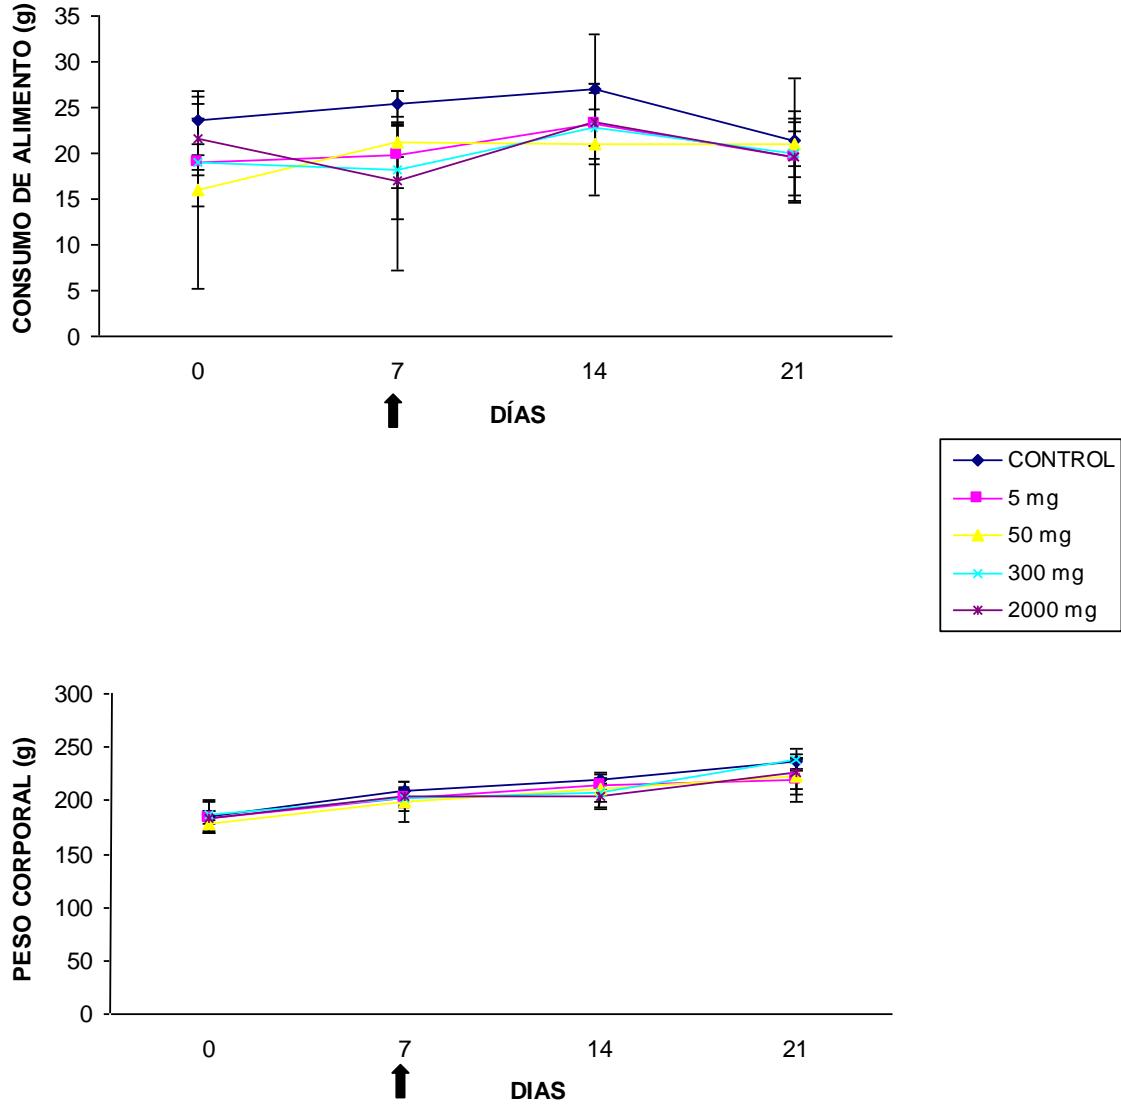 CONSUMO DE ALIMENTO (g)
35
30
25
20
15
10
5
0
0 7 14 21
DÍAS
CONTROL
5 mg
50 mg
300 mg
2000 mg
PESO CORPORAL (g)
300
250
200
150
100
50
0
0 7 14 21
DIAS